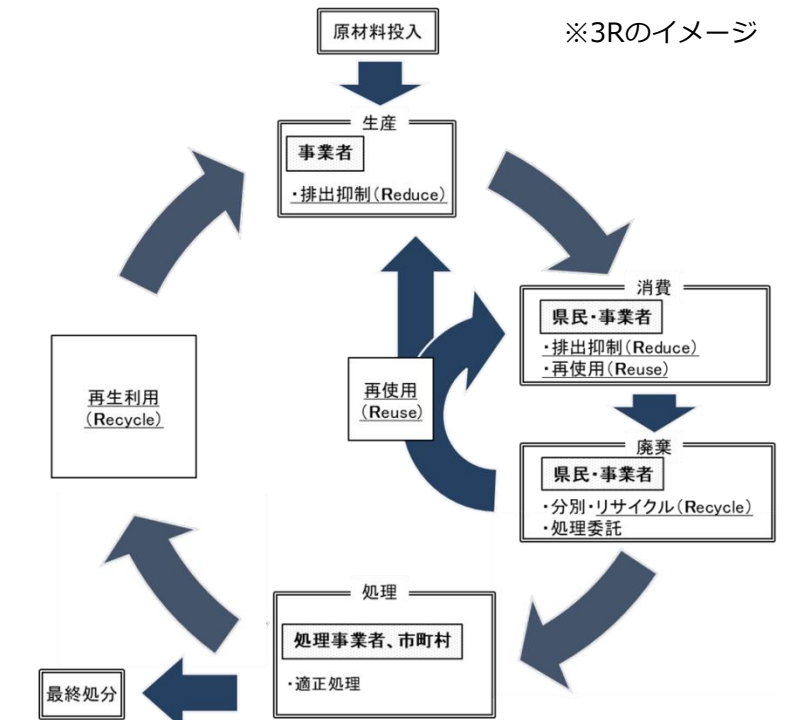 ※3Rのイメージ
原材料投入
生産
事業者
・排出抑制(Reduce)
消費
県民・事業者
・排出抑制(Reduce)
・再使用(Reuse)
再使用
(Reuse)
再生利用
(Recycle)
廃棄
県民・事業者
・分別・リサイクル(Recycle)
・処理委託
処理
処理事業者、市町村
・適正処理
最終処分